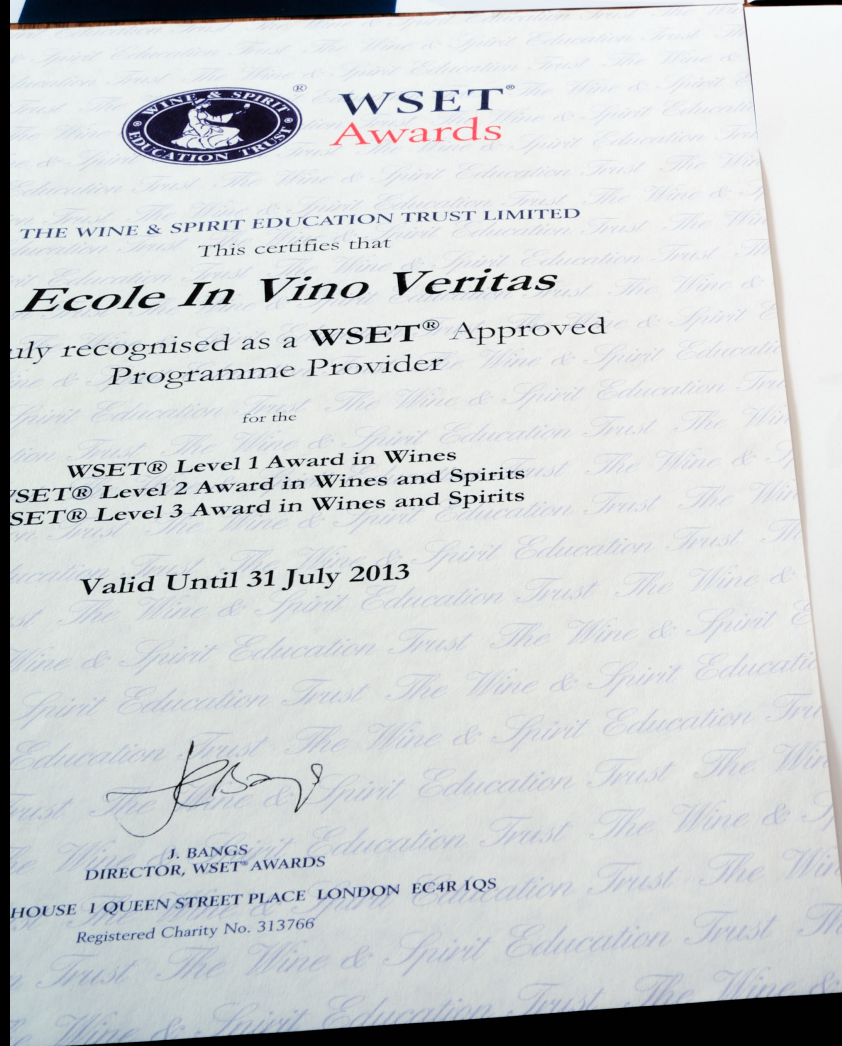 WINE & SPIRIT
EDUCATION TRUST
®
WSET®
Awards
THE WINE & SPIRIT EDUCATION TRUST LIMITED
This certifies that
Ecole In Vino Veritas
uly recognised as a WSET® Approved
Programme Provider
for the
WSET® Level 1 Award in Wines
SET® Level 2 Award in Wines and Spirits
SET® Level 3 Award in Wines and Spirits
Valid Until 31 July 2013
J. BANGS
DIRECTOR, WSET® AWARDS
HOUSE 1 QUEEN STREET PLACE LONDON EC4R 1QS
Registered Charity No. 313766